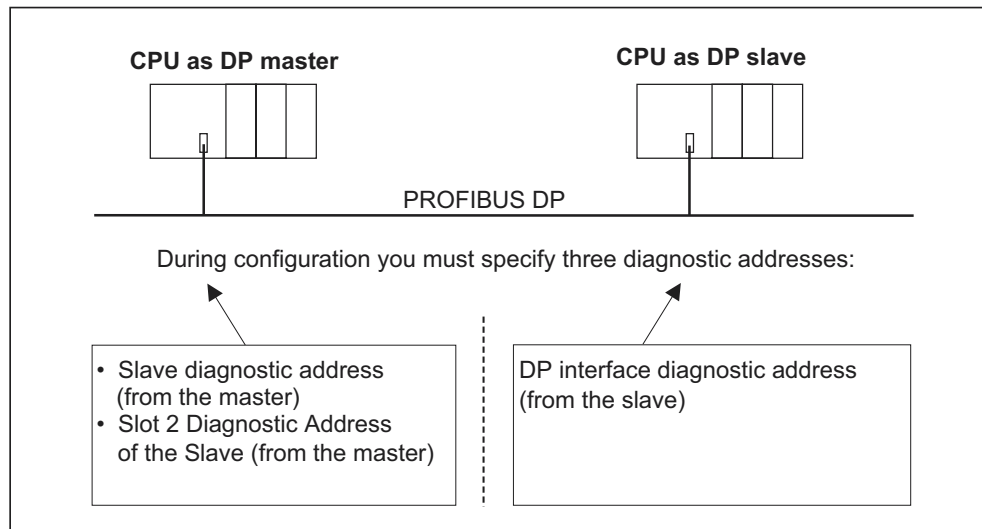 CPU as DP master
CPU as DP slave
PROFIBUS DP
During configuration you must specify three diagnostic addresses:
• Slave diagnostic address
(from the master)
• Slot 2 Diagnostic Address
of the Slave (from the master)
DP interface diagnostic address
(from the slave)